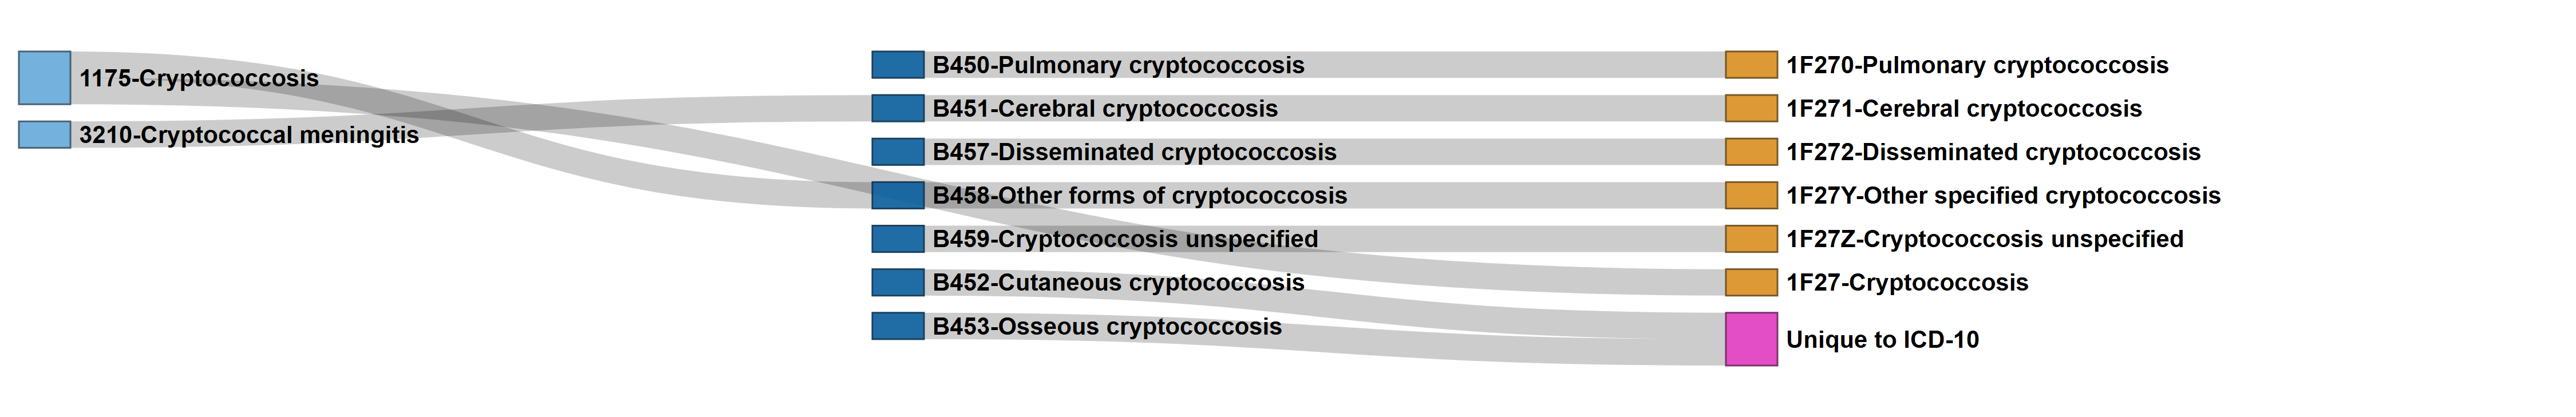 1175-Cryptococcosis
3210-Cryptococcal meningitis
B450-Pulmonary cryptococcosis
B451-Cerebral cryptococcosis
B457-Disseminated cryptococcosis
B458-Other forms of cryptococcosis
B459-Cryptococcosis unspecified
B452-Cutaneous cryptococcosis
B453-Osseous cryptococcosis
1F270-Pulmonary cryptococcosis
1F271-Cerebral cryptococcosis
1F272-Disseminated cryptococcosis
1F27Y-Other specified cryptococcosis
1F27Z-Cryptococcosis unspecified
1F27-Cryptococcosis
Unique to ICD-10